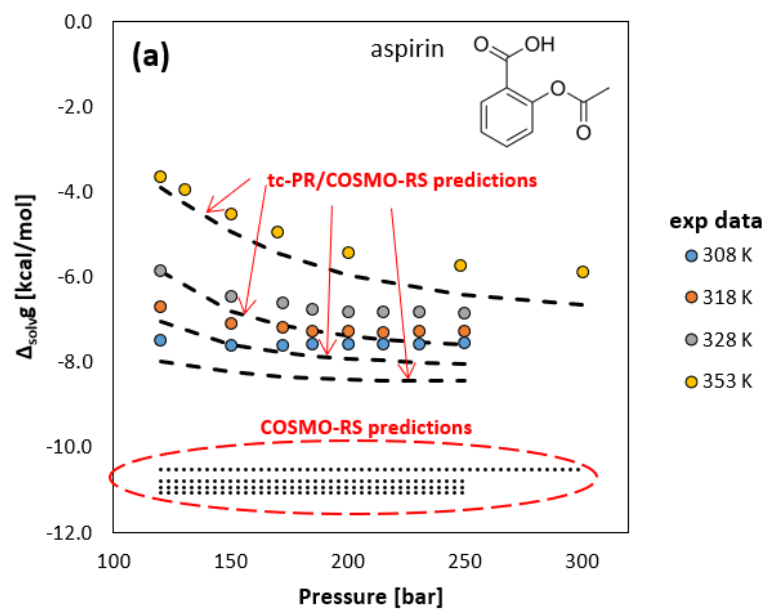 (a)
aspirin
O
OH
O
O
tc-PR/COSMO-RS predictions
COSMO-RS predictions
0.0
-2.0
-4.0
-6.0
-8.0
-10.0
-12.0
Δsolvg [kcal/mol]
100
150
200
250
300
Pressure [bar]
exp data
308 K
318 K
328 K
353 K